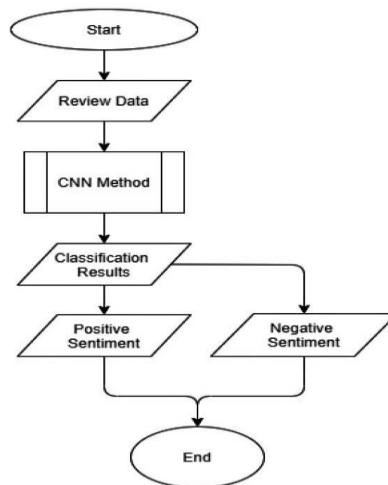 Start
Review Data
CNN Method
Classification
Results
Positive
Sentiment
Negative
Sentiment
End